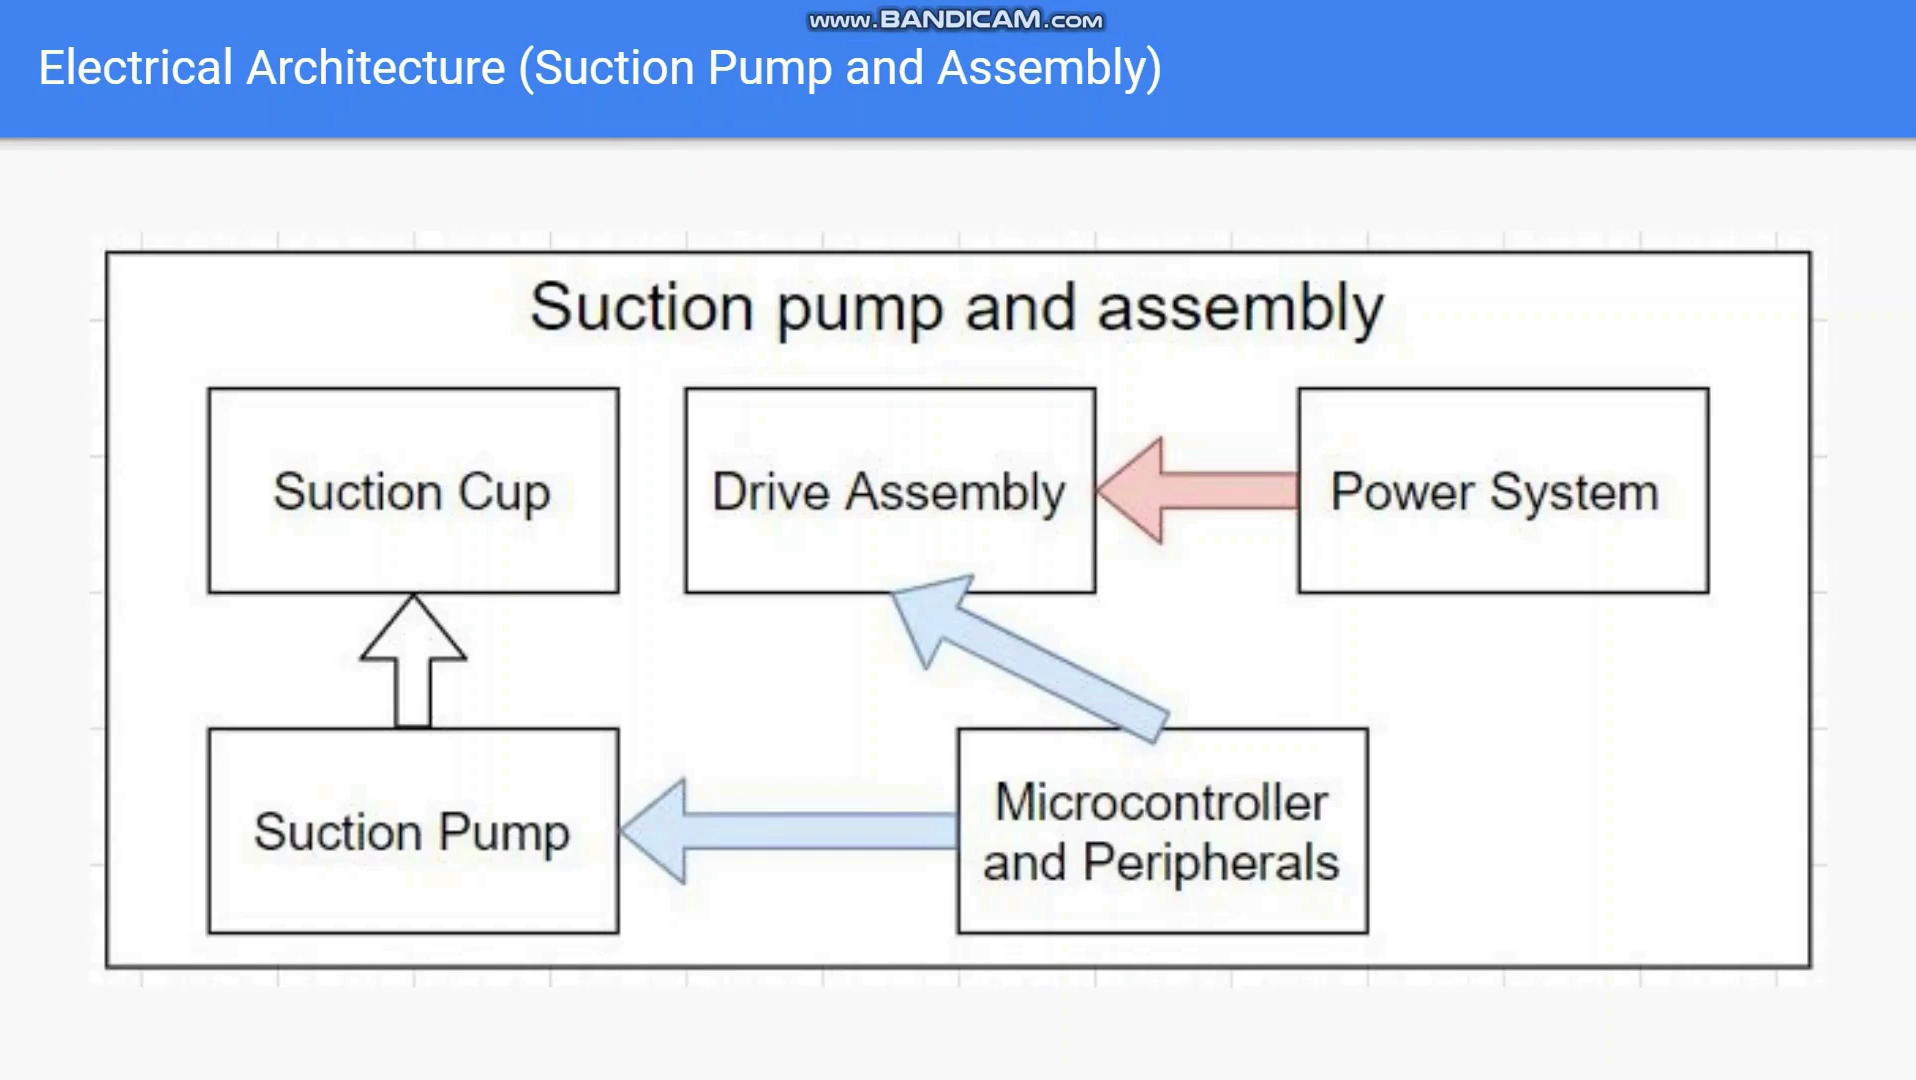 www.BANDICAM.com
Electrical Architecture (Suction Pump and Assembly)
Suction pump and assembly
Suction Cup
Drive Assembly
Power System
Suction Pump
Microcontroller
and Peripherals